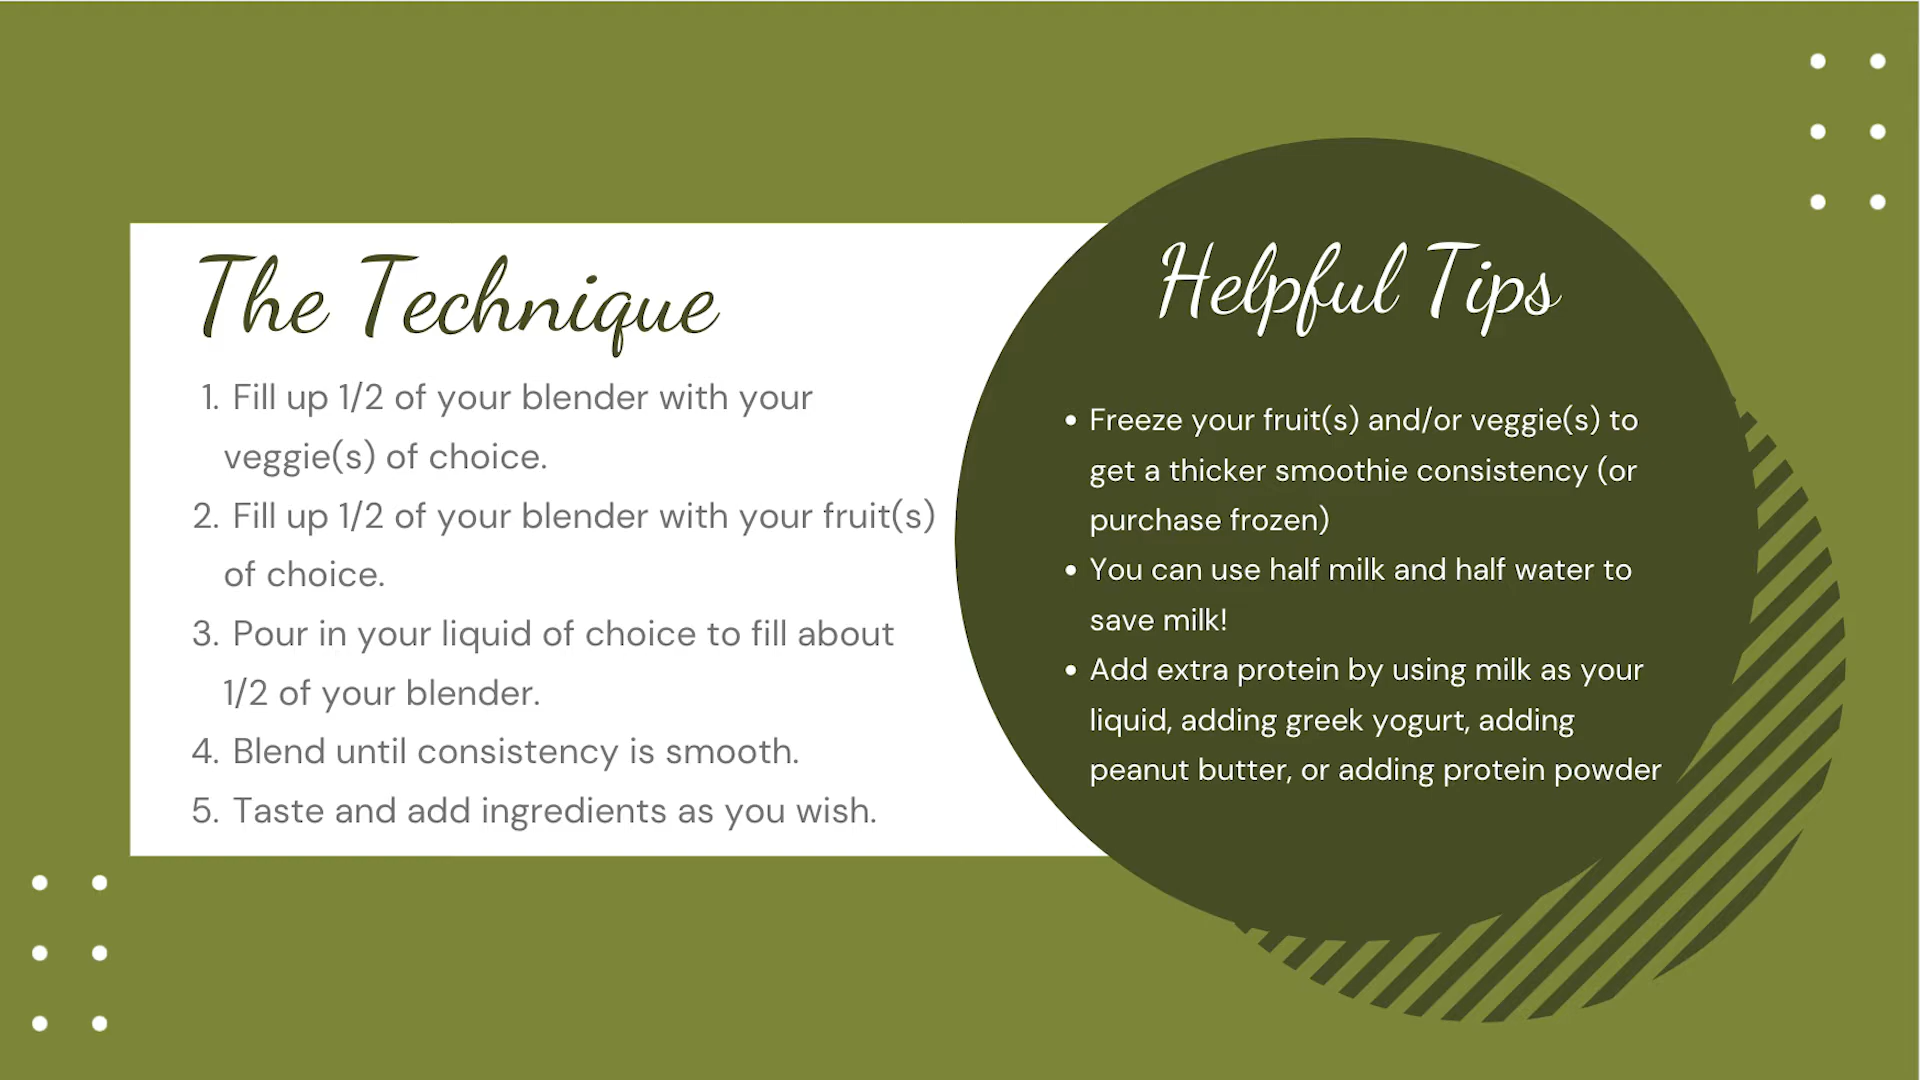 The Technique
1. Fill up 1/2 of your blender with your
veggie(s) of choice.
2. Fill up 1/2 of your blender with your fruit(s)
of choice.
3. Pour in your liquid of choice to fill about
1/2 of your blender.
4. Blend until consistency is smooth.
5. Taste and add ingredients as you wish.
Helpful Tips
• Freeze your fruit(s) and/or veggie(s) to
get a thicker smoothie consistency (or
purchase frozen)
• You can use half milk and half water to
save milk!
• Add extra protein by using milk as your
liquid, adding greek yogurt, adding
peanut butter, or adding protein powder